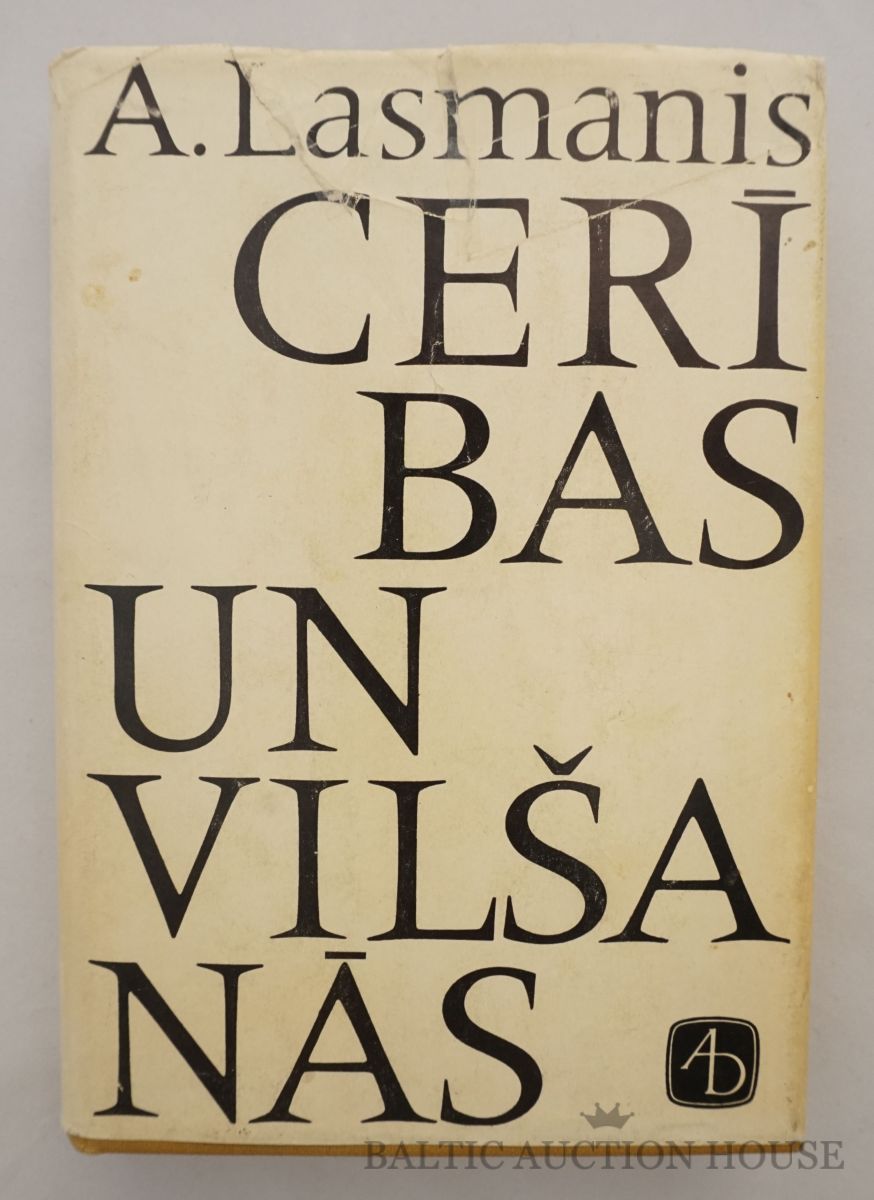 A. Lasmanis
CERĪ
BAS
UN
VILŠA
NĀS
AD
BALTIC AUCTION HOUSE